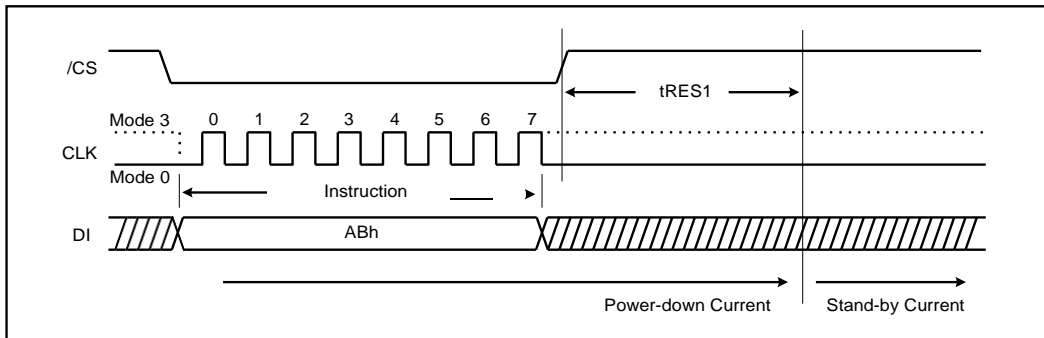 /CS
tRES1
Mode 3
0 1 2 3 4 5 6 7
CLK
Mode 0
Instruction
DI
ABh
Power-down Current
Stand-by Current